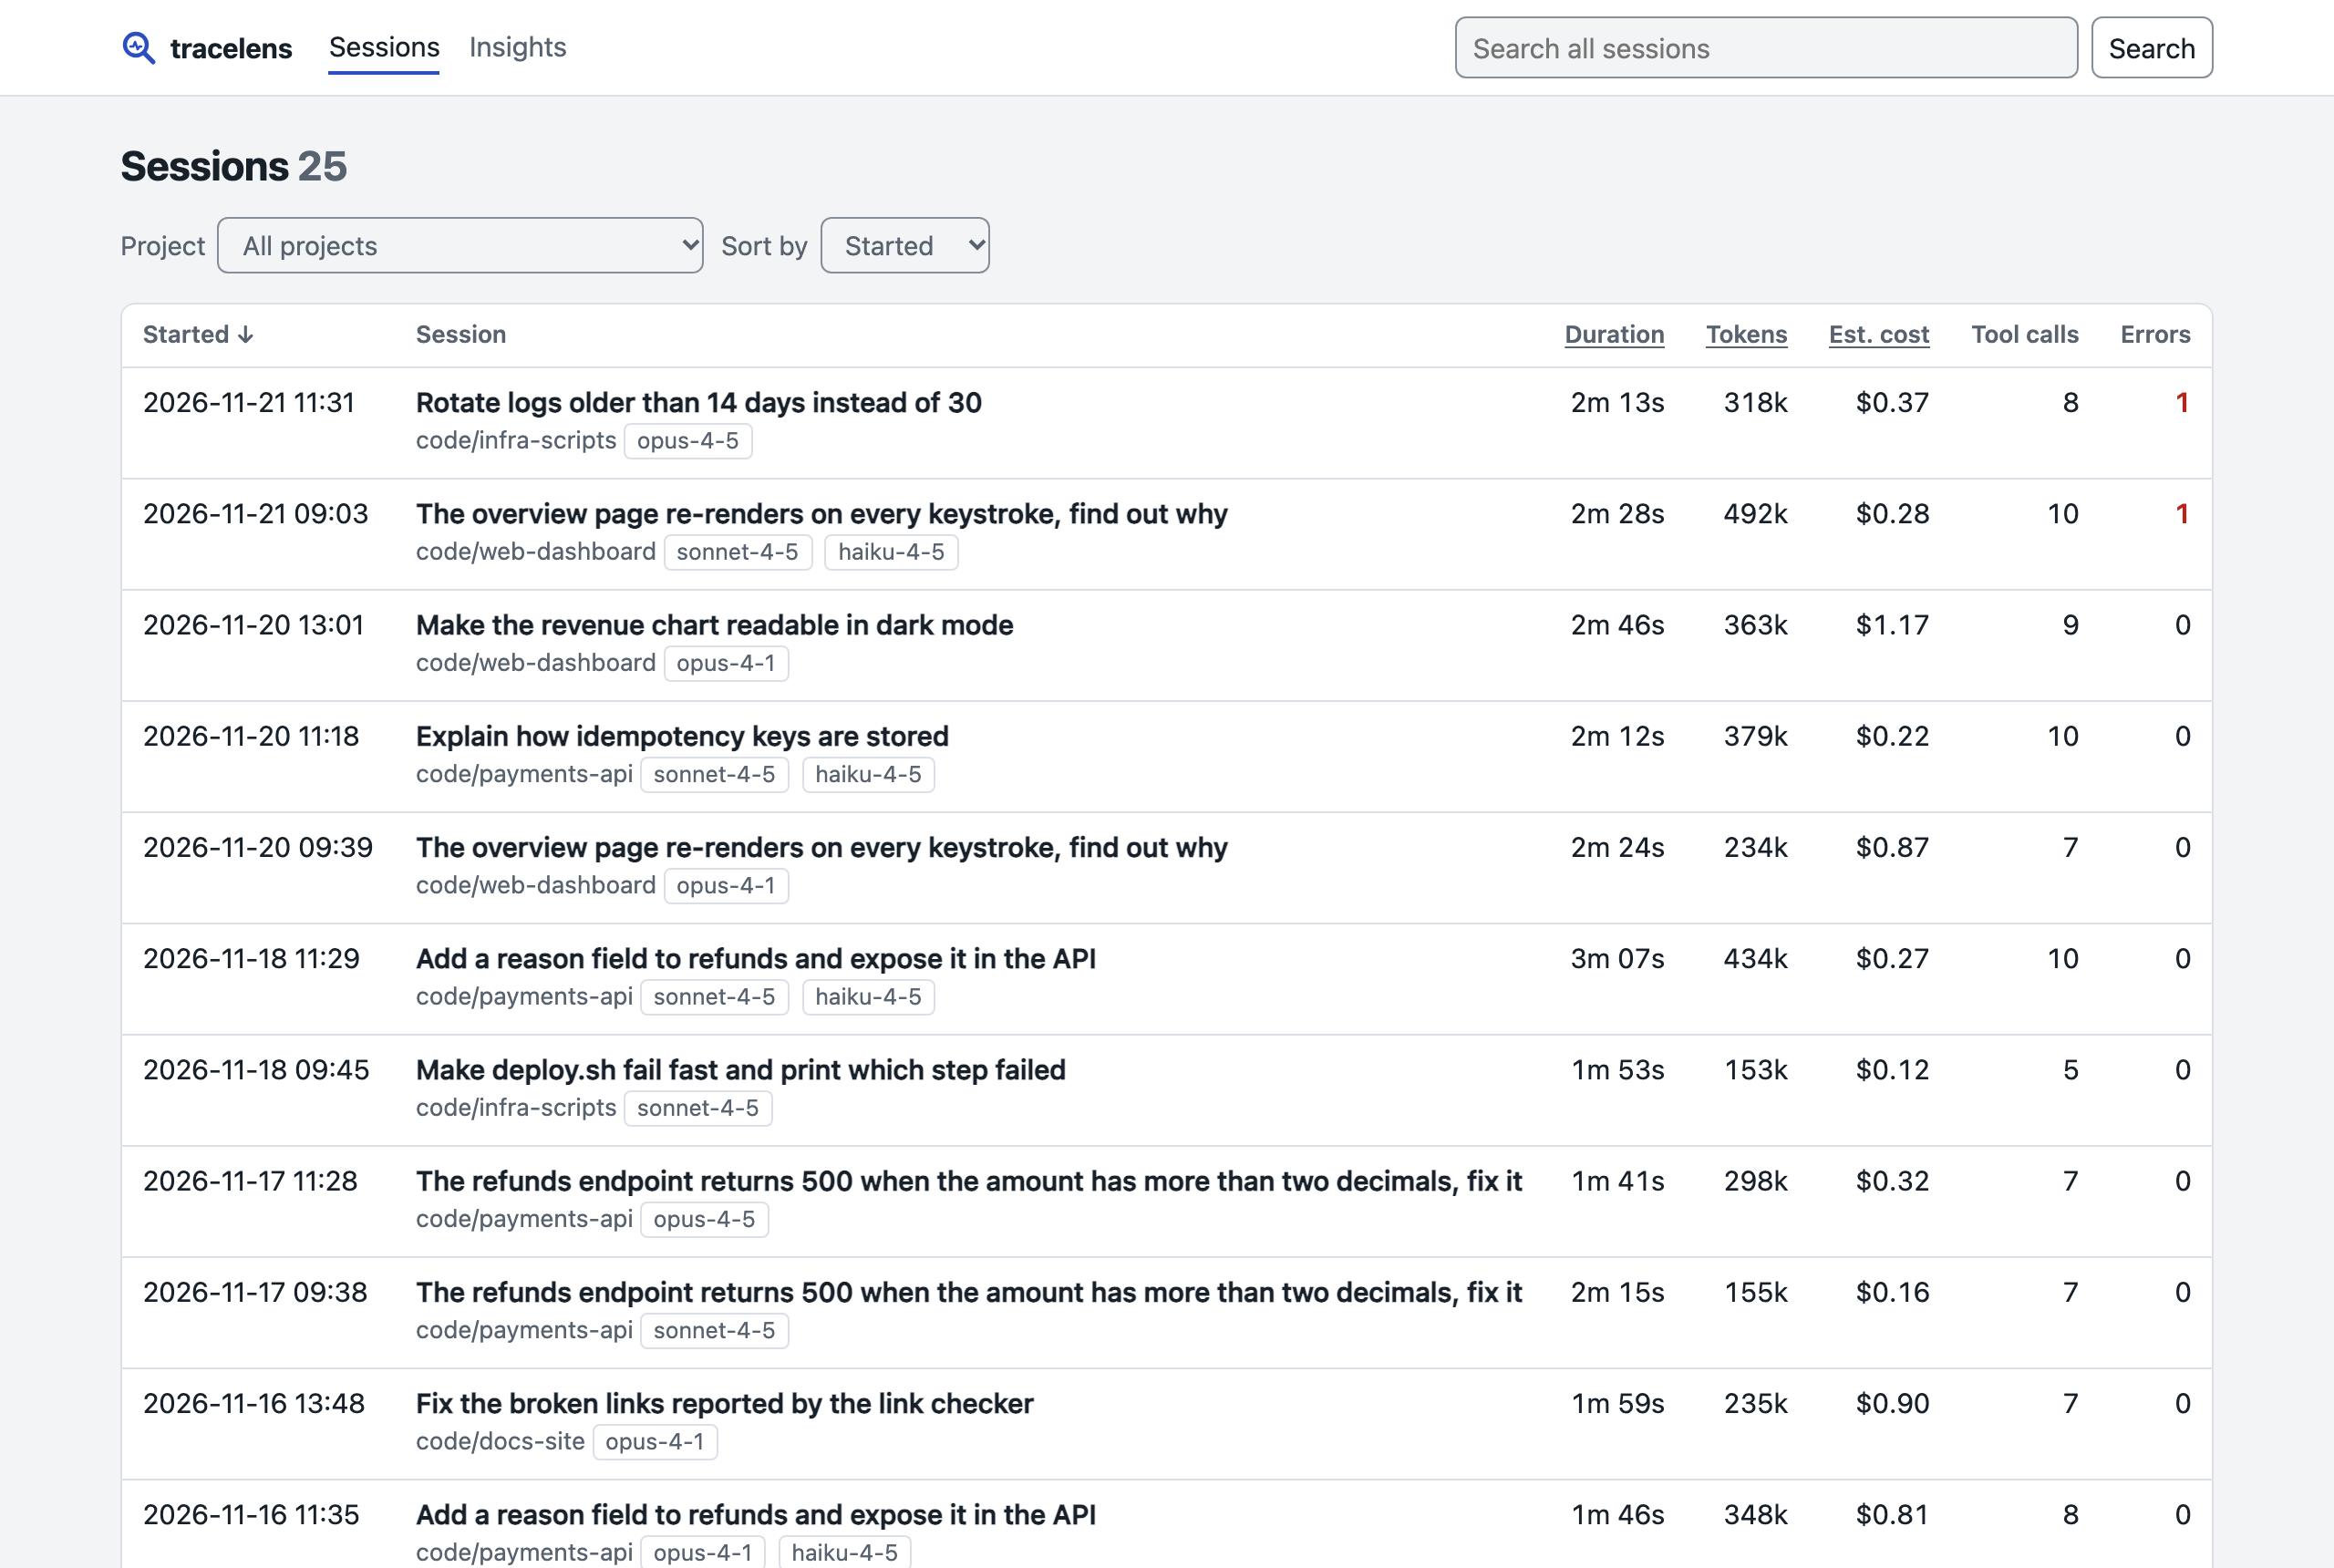 tracelens Sessions Insights Search all sessions Search
Sessions 25
Project All projects Sort by Started
Started ↓ Session Duration Tokens Est. cost Tool calls Errors
2026-11-21 11:31 Rotate logs older than 14 days instead of 30 2m 13s 318k $0.37 8 1
code/infra-scripts opus-4-5
2026-11-21 09:03 The overview page re-renders on every keystroke, find out why 2m 28s 492k $0.28 10 1
code/web-dashboard sonnet-4-5 haiku-4-5
2026-11-20 13:01 Make the revenue chart readable in dark mode 2m 46s 363k $1.17 9 0
code/web-dashboard opus-4-1
2026-11-20 11:18 Explain how idempotency keys are stored 2m 12s 379k $0.22 10 0
code/payments-api sonnet-4-5 haiku-4-5
2026-11-20 09:39 The overview page re-renders on every keystroke, find out why 2m 24s 234k $0.87 7 0
code/web-dashboard opus-4-1
2026-11-18 11:29 Add a reason field to refunds and expose it in the API 3m 07s 434k $0.27 10 0
code/payments-api sonnet-4-5 haiku-4-5
2026-11-18 09:45 Make deploy.sh fail fast and print which step failed 1m 53s 153k $0.12 5 0
code/infra-scripts sonnet-4-5
2026-11-17 11:28 The refunds endpoint returns 500 when the amount has more than two decimals, fix it 1m 41s 298k $0.32 7 0
code/payments-api opus-4-5
2026-11-17 09:38 The refunds endpoint returns 500 when the amount has more than two decimals, fix it 2m 15s 155k $0.16 7 0
code/payments-api sonnet-4-5
2026-11-16 13:48 Fix the broken links reported by the link checker 1m 59s 235k $0.90 7 0
code/docs-site opus-4-1
2026-11-16 11:35 Add a reason field to refunds and expose it in the API 1m 46s 348k $0.81 8 0
code/payments-api opus-4-1 haiku-4-5